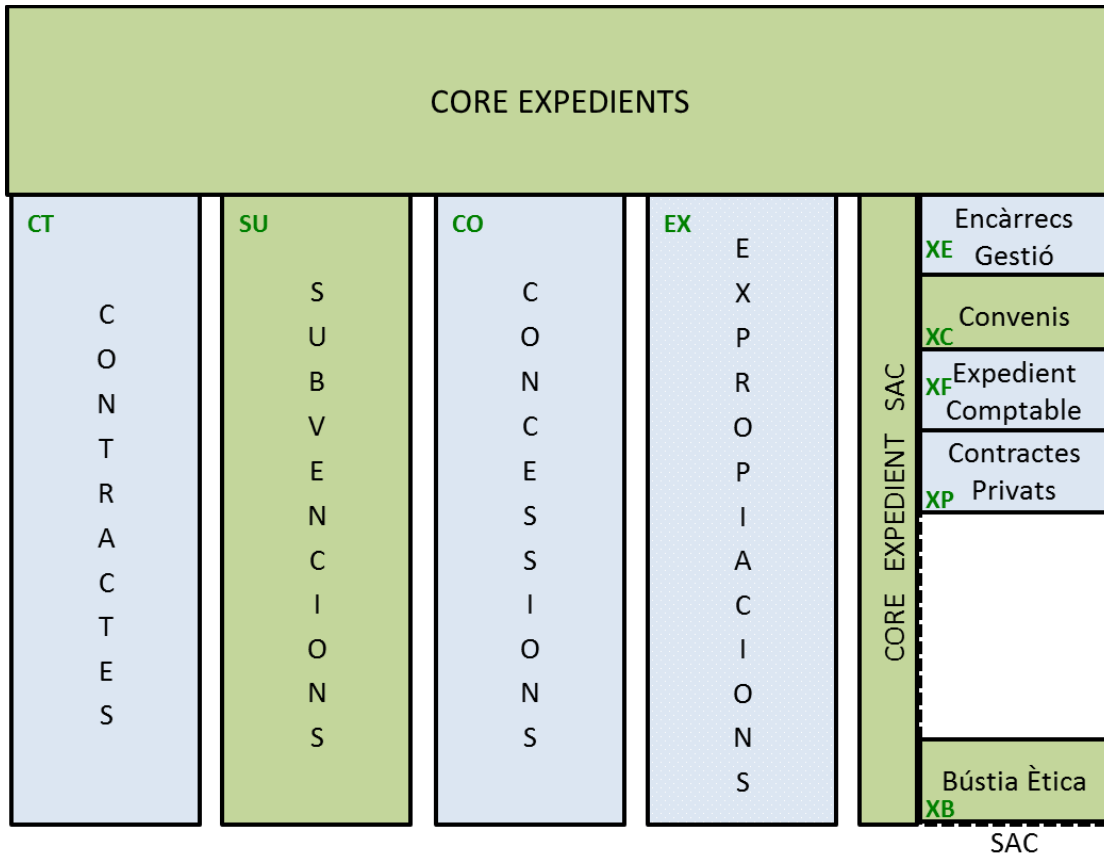 CORE EXPEDIENTS
CT
CONTRACTES
SU
SUBVENCIONS
CO
CONCESSIONS
EX
EXPROPIACIONS
CORE EXPEDIENT SAC
Encàrrecs
XE Gestió
Convenis
XC
XF Expedient
Comptable
Contractes
Privats
XP
Bústia Ètica
XB
SAC